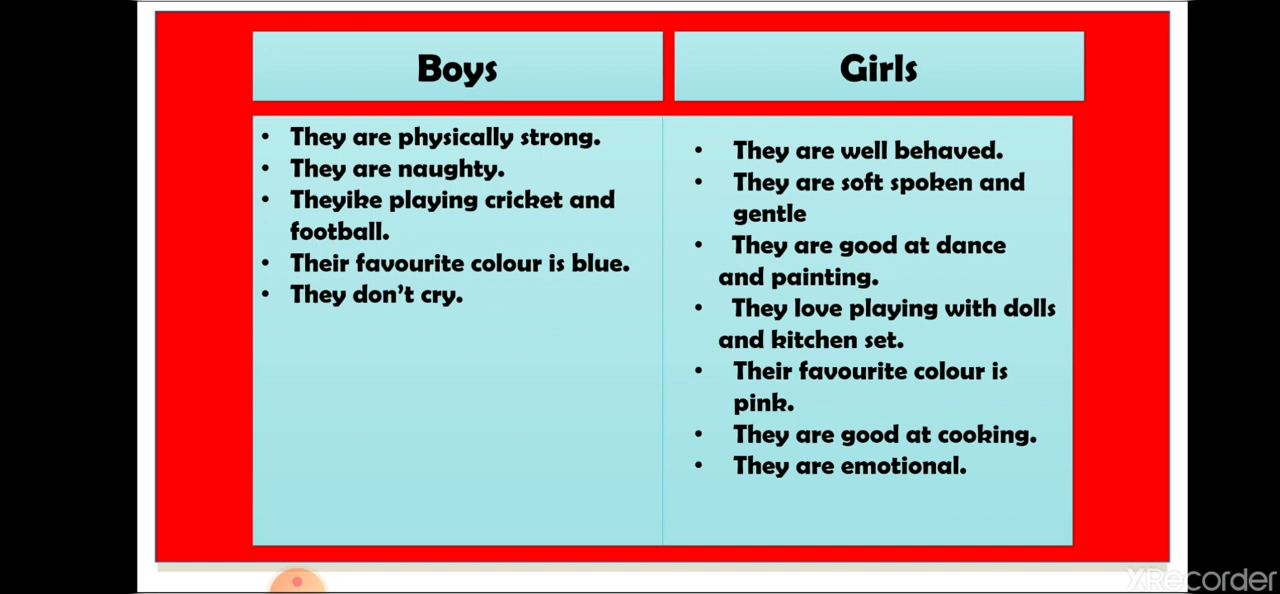 Boys
They are physically strong.
They are naughty.
Theyike playing cricket and
football.
Their favourite colour is blue.
They don't cry.
Girls
They are well behaved.
They are soft spoken and
gentle
They are good at dance
and painting.
They love playing with dolls
and kitchen set.
Their favourite colour is
pink.
They are good at cooking.
They are emotional.
XRecorder